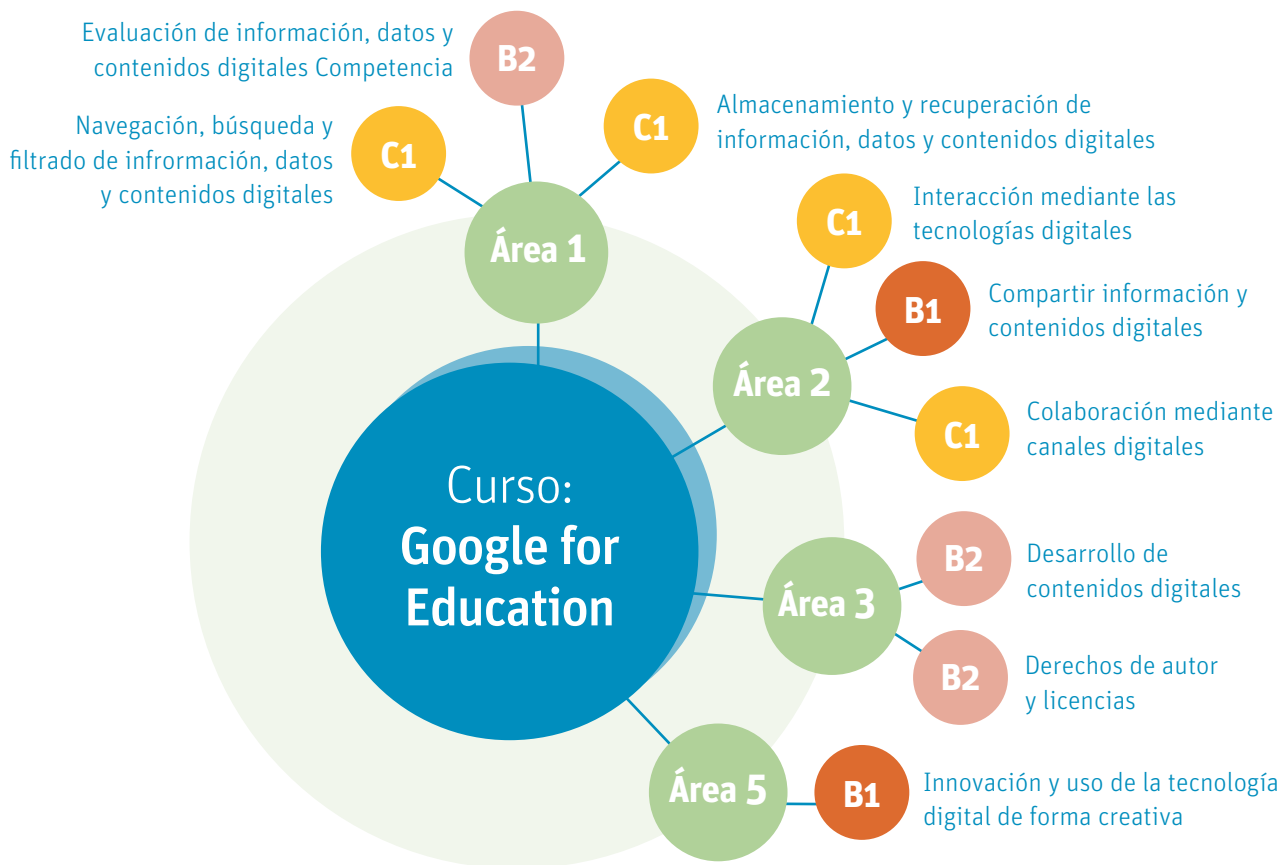 Evaluación de información, datos y
contenidos digitales Competencia
B2
Navegación, búsqueda y
filtrado de infrormación, datos
y contenidos digitales
C1
C1
Almacenamiento y recuperación de
información, datos y contenidos digitales
Área 1
C1
Interacción mediante las
tecnologías digitales
B1
Compartir información y
contenidos digitales
Área 2
C1
Colaboración mediante
canales digitales
Curso:
Google for
Education
B2
Desarrollo de
contenidos digitales
Área 3
B2
Derechos de autor
y licencias
Área 5
B1
Innovación y uso de la tecnología
digital de forma creativa